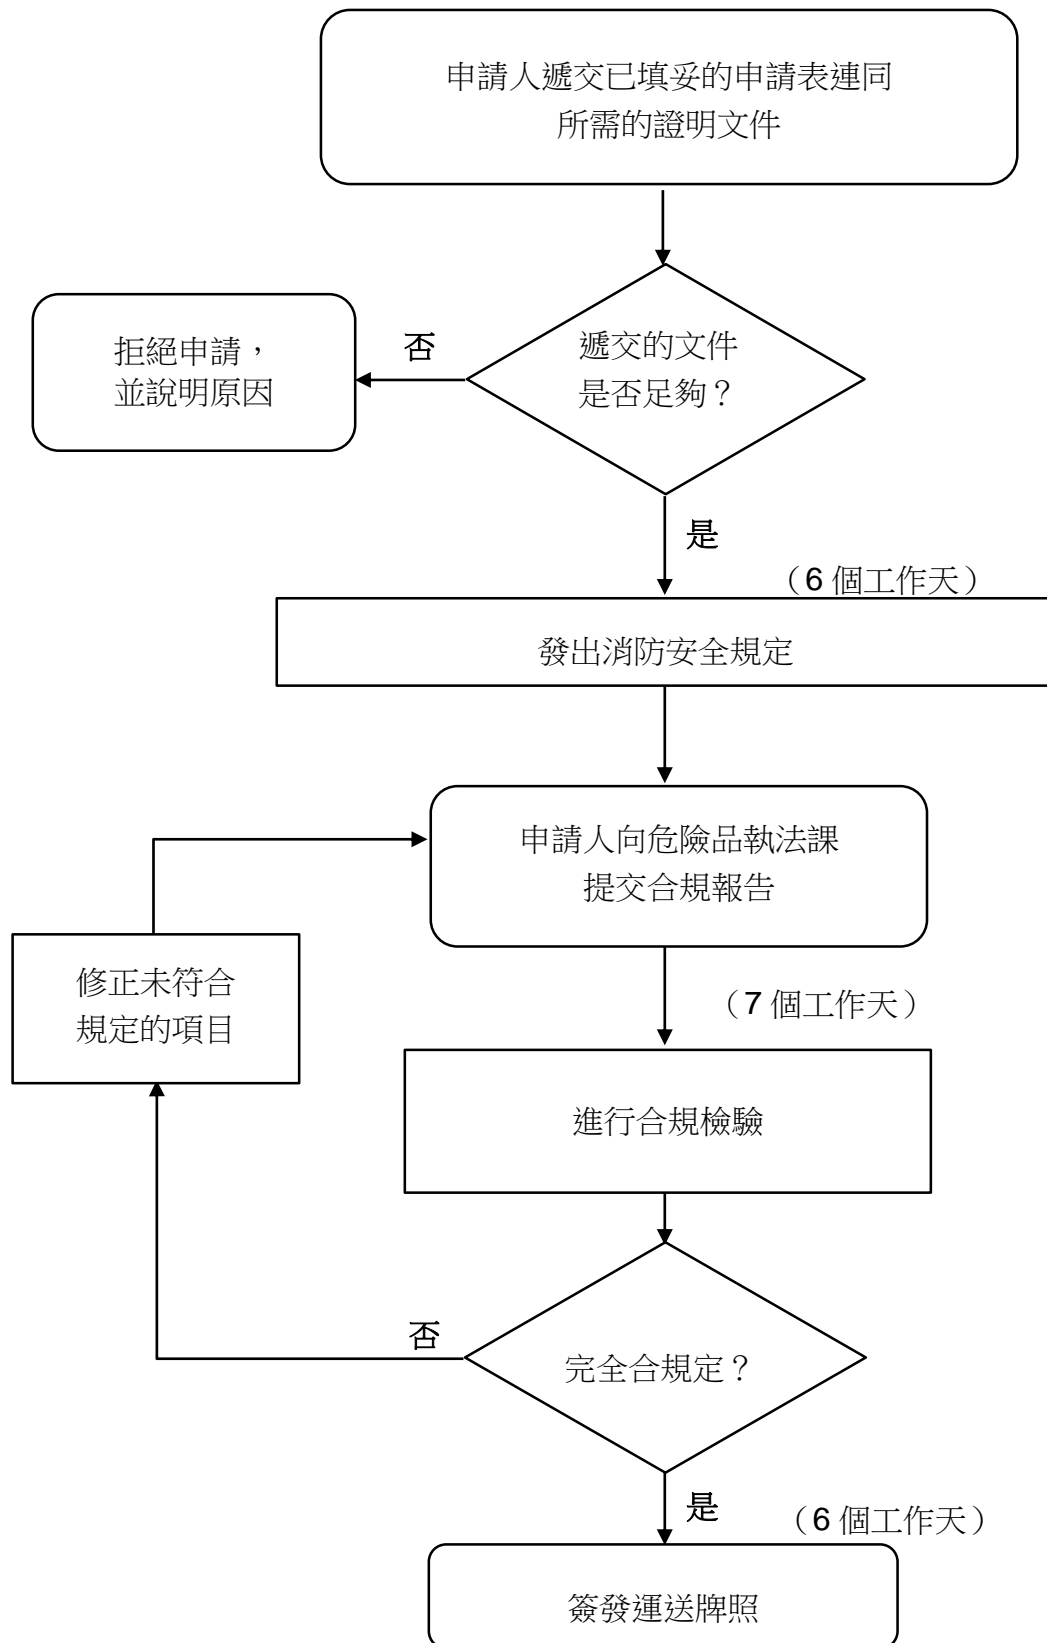 申請人遞交已填妥的申請表連同
所需的證明文件
否
拒絕申請，
並說明原因
遞交的文件
是否足夠？
是
（6 個工作天）
發出消防安全規定
申請人向危險品執法課
提交合規報告
修正未符合
規定的項目
（7 個工作天）
進行合規檢驗
否
完全合規定？
是
（6 個工作天）
簽發運送牌照